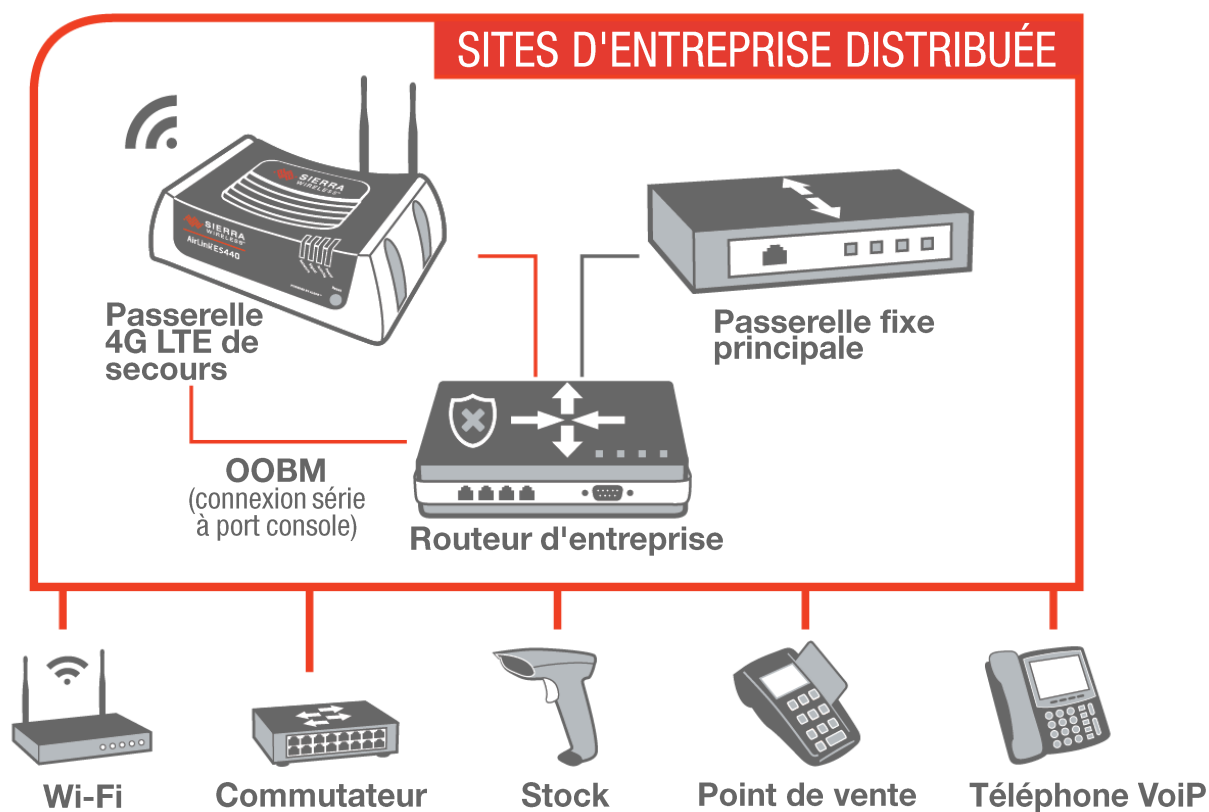 SITES D'ENTREPRISE DISTRIBUÉE
SIERRA
WIRELESS
SIERRA
WIRELESS
AirLink ES440
Passerelle
4G LTE de
secours
Passerelle fixe
principale
OOBM
(connexion série
à port console)
Routeur d'entreprise
Wi-Fi
Commutateur
Stock
Point de vente
Téléphone VoiP